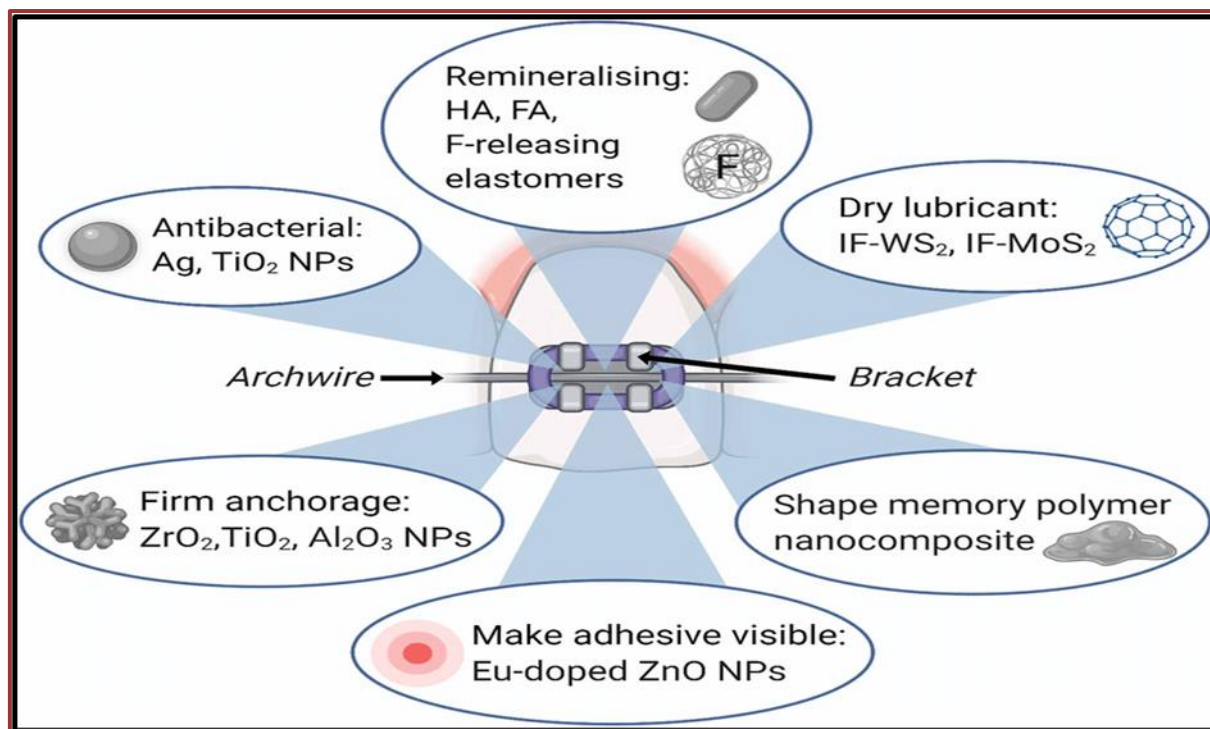 Remineralising:
HA, FA,
F-releasing
elastomers
F
Antibacterial:
Ag, TiO₂ NPs
Dry lubricant:
IF-WS₂, IF-MoS₂
Archwire
Bracket
Firm anchorage:
ZrO₂,TiO₂, Al₂O₃ NPs
Shape memory polymer
nanocomposite
Make adhesive visible:
Eu-doped ZnO NPs